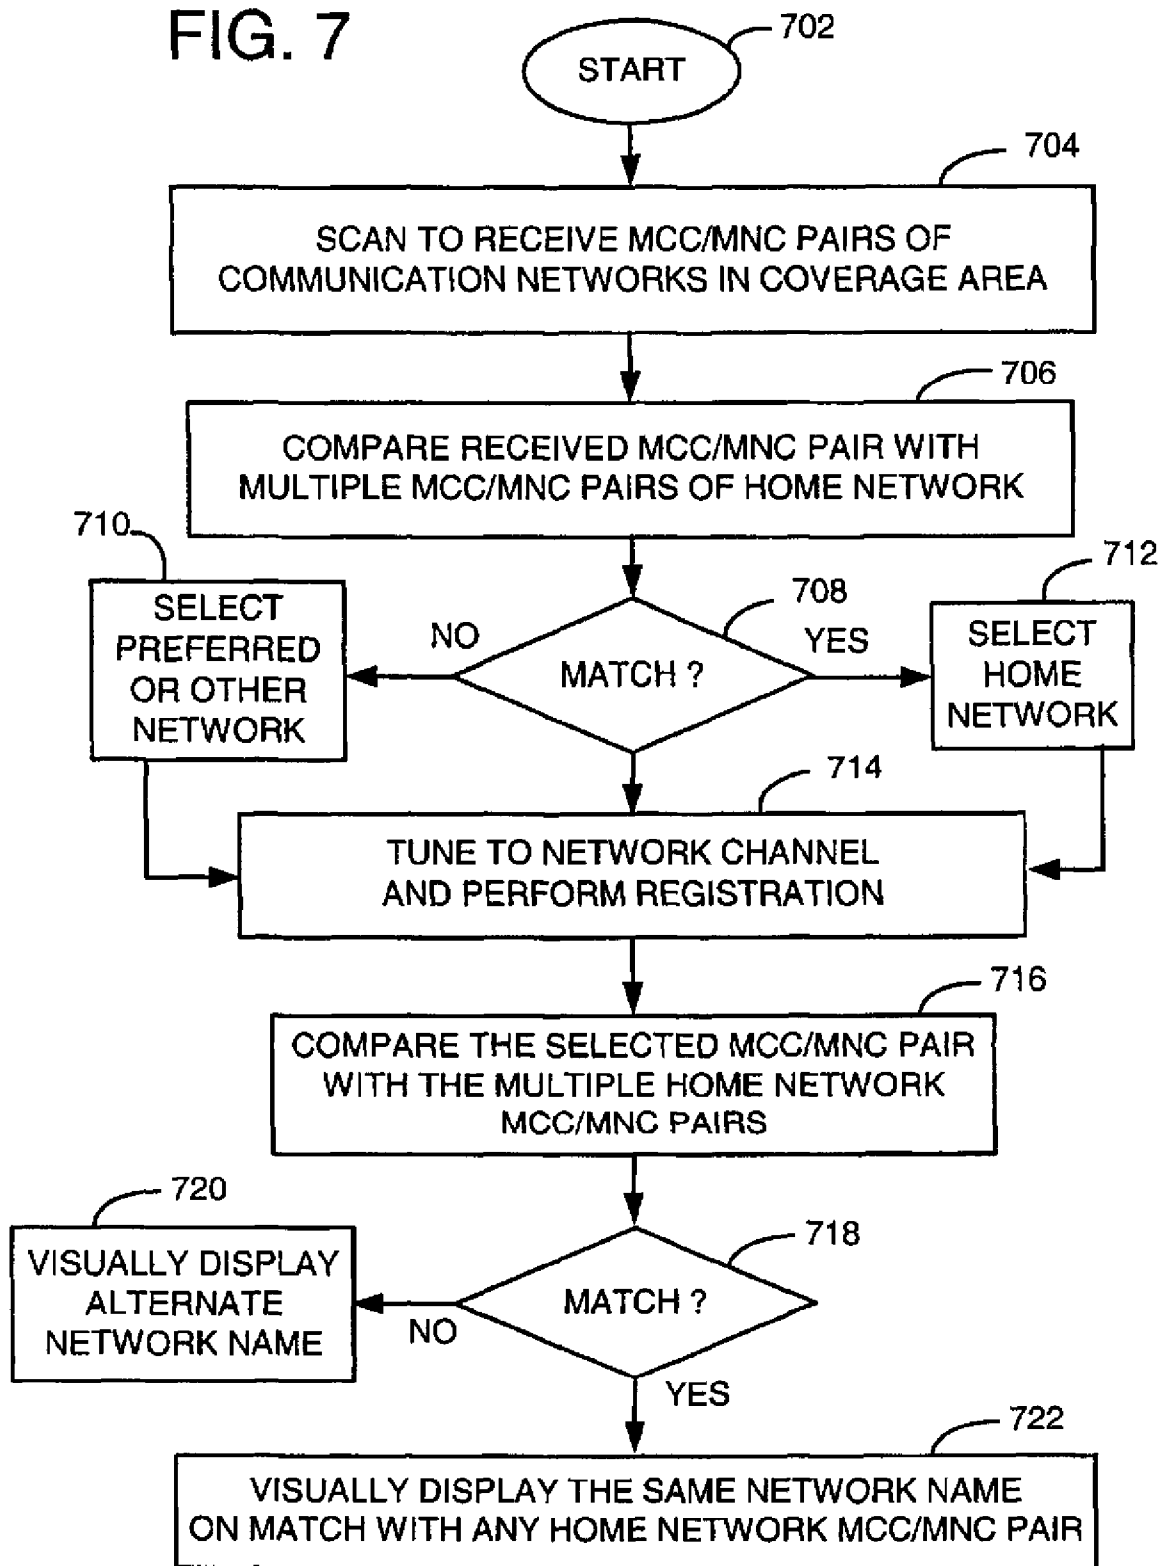 FIG. 7
702
START
704
SCAN TO RECEIVE MCC/MNC PAIRS OF
COMMUNICATION NETWORKS IN COVERAGE AREA
706
COMPARE RECEIVED MCC/MNC PAIR WITH
MULTIPLE MCC/MNC PAIRS OF HOME NETWORK
710
SELECT
PREFERRED
OR OTHER
NETWORK
NO
708
MATCH ?
YES
712
SELECT
HOME
NETWORK
714
TUNE TO NETWORK CHANNEL
AND PERFORM REGISTRATION
716
COMPARE THE SELECTED MCC/MNC PAIR
WITH THE MULTIPLE HOME NETWORK
MCC/MNC PAIRS
720
VISUALLY DISPLAY
ALTERNATE
NETWORK NAME
NO
718
MATCH ?
YES
722
VISUALLY DISPLAY THE SAME NETWORK NAME
ON MATCH WITH ANY HOME NETWORK MCC/MNC PAIR